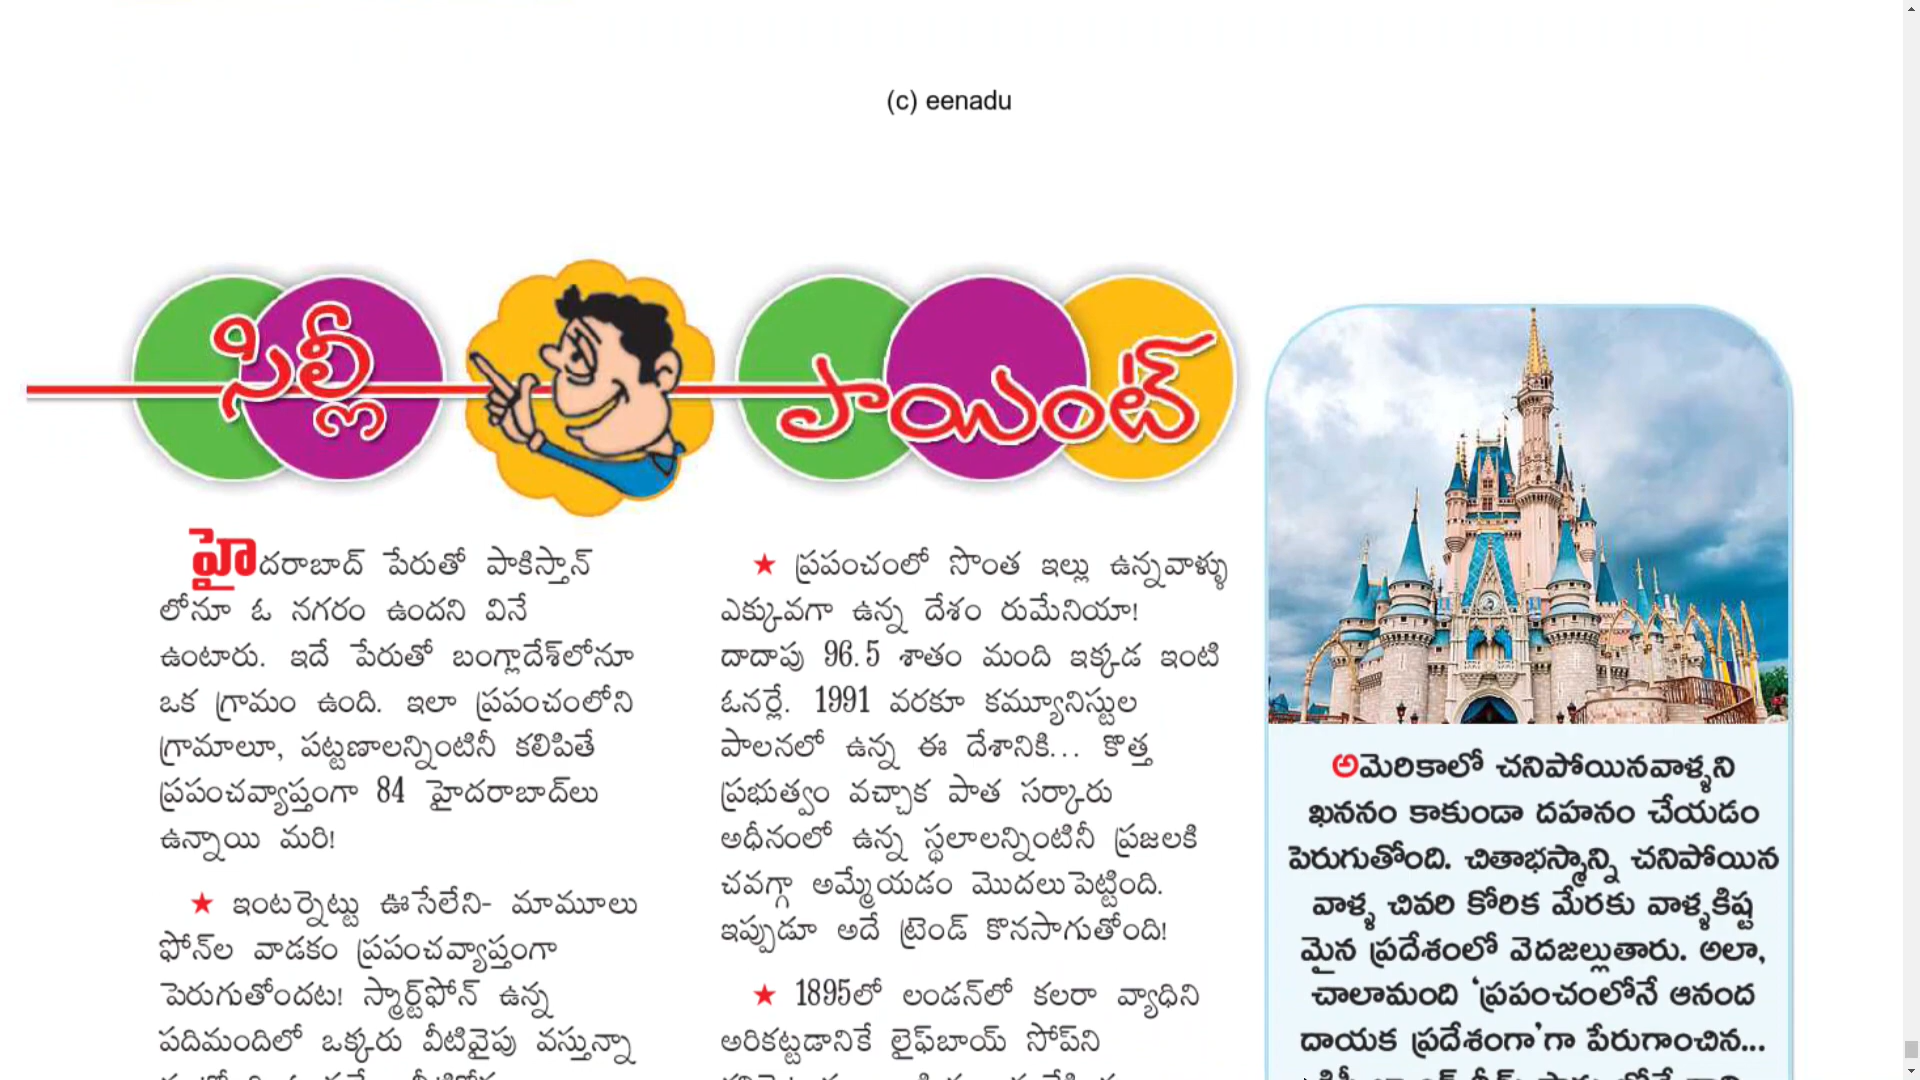 (c) eenadu
సిల్లీ పాయింట్
హైదరాబాద్ పేరుతో పాకిస్తాన్
లోనూ ఓ నగరం ఉందని వినే
ఉంటారు. ఇదే పేరుతో బంగ్లాదేశ్‌లోనూ
ఒక గ్రామం ఉంది. ఇలా ప్రపంచంలోని
గ్రామాలూ, పట్టణాలన్నింటినీ కలిపితే
ప్రపంచవ్యాప్తంగా 84 హైదరాబాద్‌లు
ఉన్నాయి మరి!
★ ఇంటర్నెట్టు ఊసేలేని- మామూలు
ఫోన్‌ల వాడకం ప్రపంచవ్యాప్తంగా
పెరుగుతోందట! స్మార్ట్‌ఫోన్ ఉన్న
పదిమందిలో ఒక్కరు వీటివైపు వస్తున్నా
★ ప్రపంచంలో సొంత ఇల్లు ఉన్నవాళ్ళు
ఎక్కువగా ఉన్న దేశం రుమేనియా!
దాదాపు 96.5 శాతం మంది ఇక్కడ ఇంటి
ఓనర్లే. 1991 వరకూ కమ్యూనిస్టుల
పాలనలో ఉన్న ఈ దేశానికి... కొత్త
ప్రభుత్వం వచ్చాక పాత సర్కారు
అధీనంలో ఉన్న స్థలాలన్నింటినీ ప్రజలకి
చవగ్గా అమ్మేయడం మొదలుపెట్టింది.
ఇప్పుడూ అదే ట్రెండ్ కొనసాగుతోంది!
★ 1895లో లండన్‌లో కలరా వ్యాధిని
అరికట్టడానికే లైఫ్‌బాయ్ సోప్‌ని
అమెరికాలో చనిపోయినవాళ్ళని
ఖననం కాకుండా దహనం చేయడం
పెరుగుతోంది. చితాభస్మాన్ని చనిపోయిన
వాళ్ళ చివరి కోరిక మేరకు వాళ్ళకిష్ట
మైన ప్రదేశంలో వెదజల్లుతారు. అలా,
చాలామంది ‘ప్రపంచంలోనే ఆనంద
దాయక ప్రదేశంగా’గా పేరుగాంచిన...